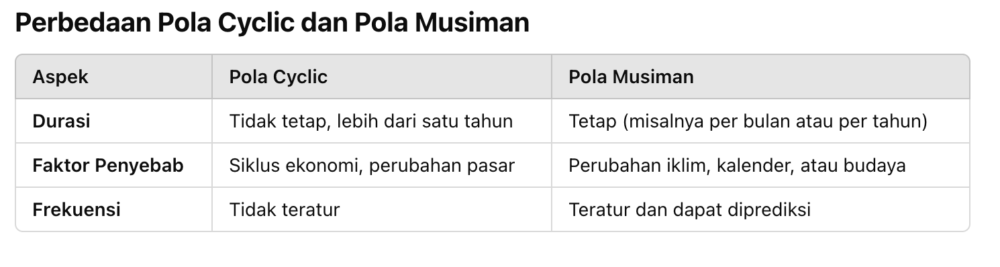 Perbedaan Pola Cyclic dan Pola Musiman
Aspek Pola Cyclic Pola Musiman
Durasi Tidak tetap, lebih dari satu tahun Tetap (misalnya per bulan atau per tahun)
Faktor Penyebab Siklus ekonomi, perubahan pasar Perubahan iklim, kalender, atau budaya
Frekuensi Tidak teratur Teratur dan dapat diprediksi